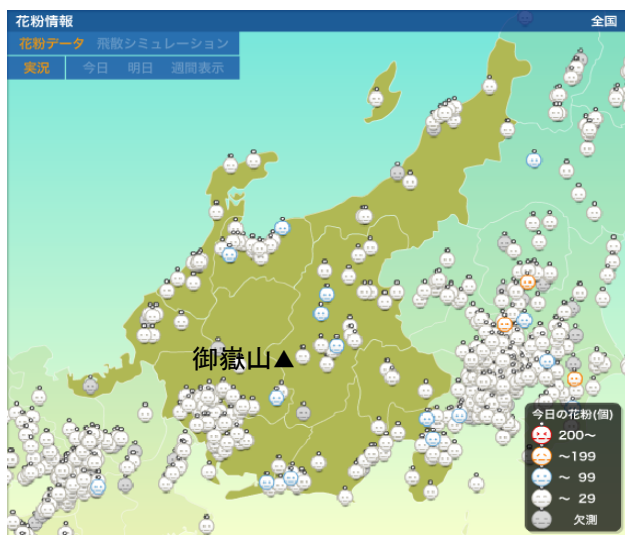 花粉情報 全国
花粉データ 飛散シミュレーション
実況 今日 明日 週間表示
御嶽山▲
今日の花粉(個)
200〜
〜199
〜 99
〜 29
欠測